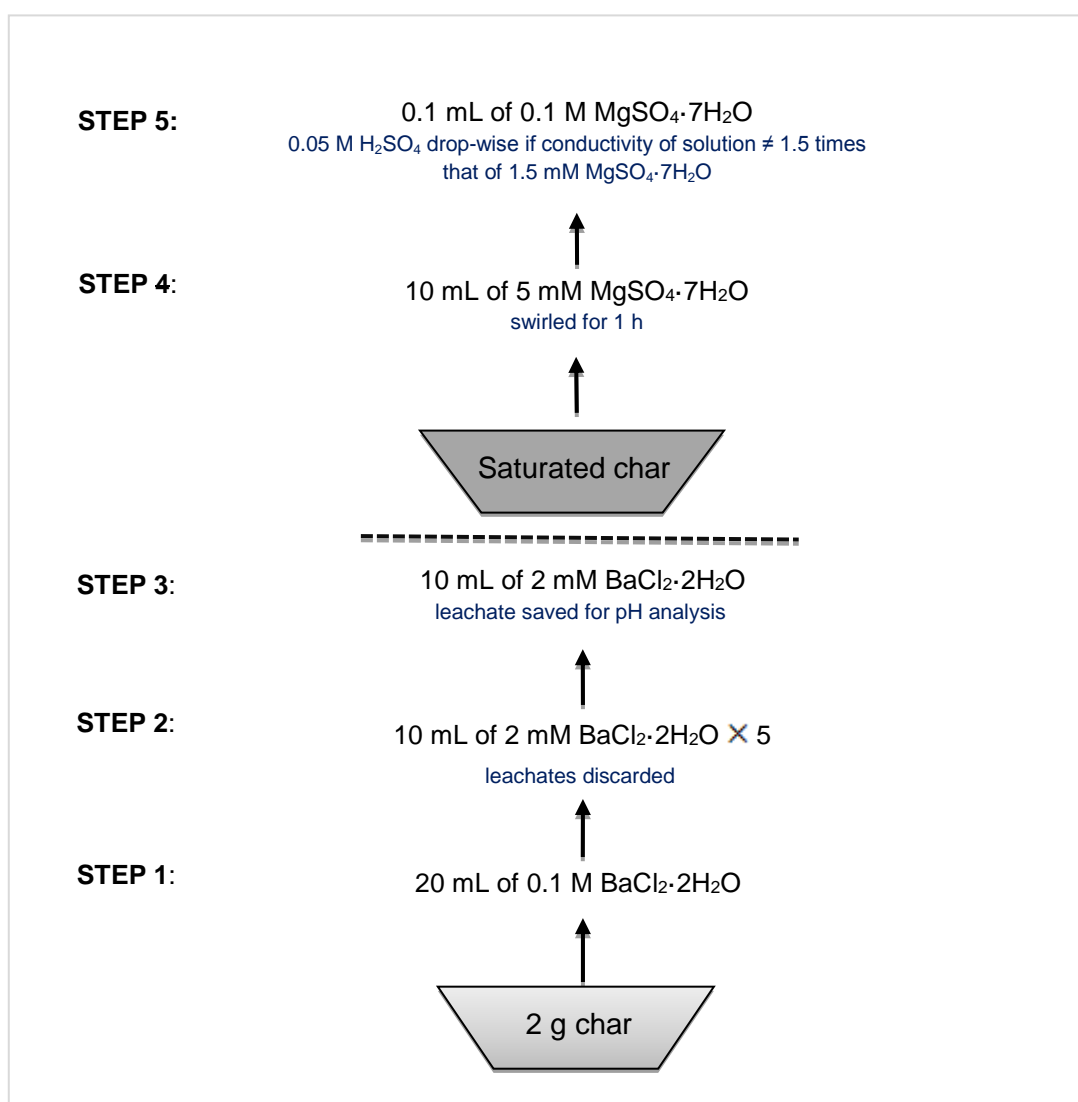 STEP 5:
0.1 mL of 0.1 M MgSO₄·7H₂O
0.05 M H₂SO₄ drop-wise if conductivity of solution ≠ 1.5 times
that of 1.5 mM MgSO₄·7H₂O
STEP 4:
10 mL of 5 mM MgSO₄·7H₂O
swirled for 1 h
Saturated char
STEP 3:
10 mL of 2 mM BaCl₂·2H₂O
leachate saved for pH analysis
STEP 2:
10 mL of 2 mM BaCl₂·2H₂O × 5
leachates discarded
STEP 1:
20 mL of 0.1 M BaCl₂·2H₂O
2 g char